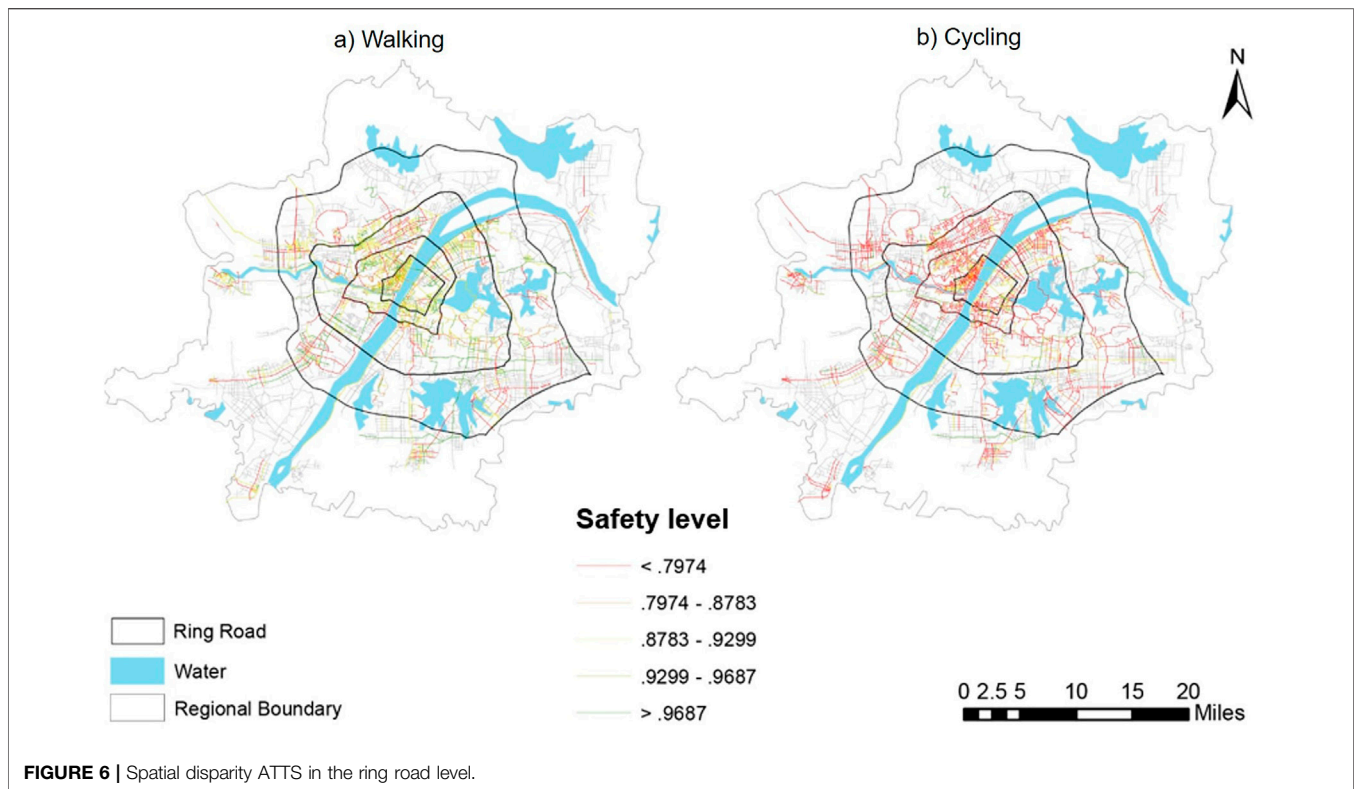 a) Walking
b) Cycling
N
Safety level
< .7974
.7974 - .8783
.8783 - .9299
.9299 - .9687
> .9687
Ring Road
Water
Regional Boundary
0 2.5 5 10 15 20
Miles
FIGURE 6 | Spatial disparity ATTS in the ring road level.